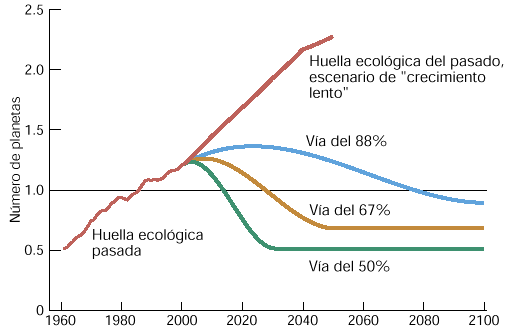 2.5
2.0
1.5
1.0
0.5
0
Número de planetas
Huella ecológica del pasado,
escenario de "crecimiento
lento"
Vía del 88%
Vía del 67%
Vía del 50%
Huella ecológica
pasada
1960 1980 2000 2020 2040 2060 2080 2100